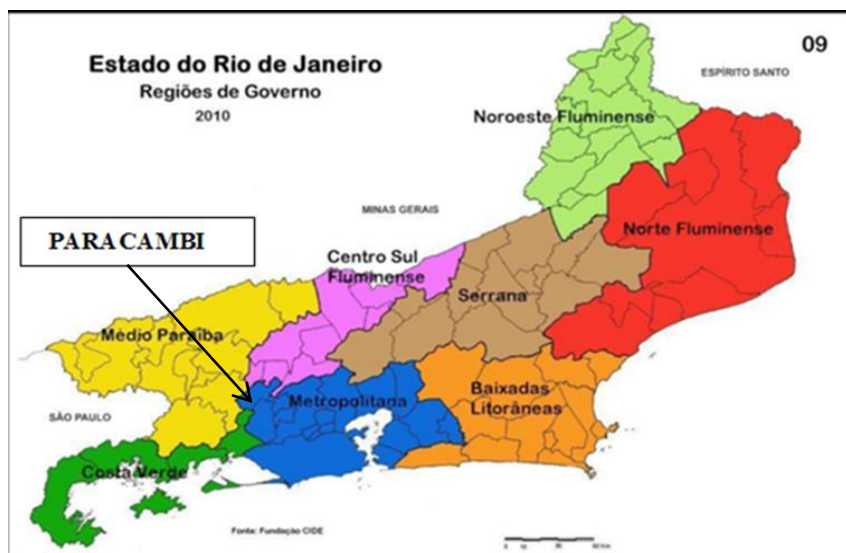 Estado do Rio de Janeiro
Regiões de Governo
2010
09
ESPÍRITO SANTO
Noroeste Fluminense
MINAS GERAIS
Norte Fluminense
PARACAMBI
Centro Sul
Fluminense
Serrana
Médio Paraíba
Baixadas
Litorâneas
Metropolitana
SÃO PAULO
Costa Verde
Fonte: Fundação CIDE